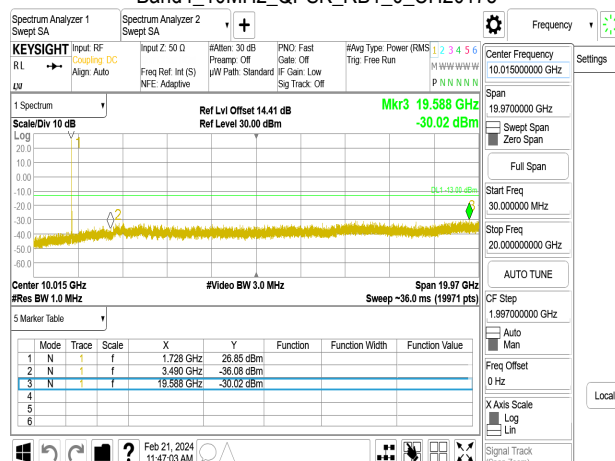 Spectrum Analyzer 1
Swept SA
Spectrum Analyzer 2
Swept SA
Frequency
KEYSIGHT
RL
Input: RF
Coupling: DC
Align: Auto
Input Z: 50 Ω
Freq Ref: Int (S)
NFE: Adaptive
#Atten: 30 dB
Preamp: Off
µW Path: Standard
PNO: Fast
Gate: Off
IF Gain: Low
Sig Track: Off
#Avg Type: Power (RMS
Trig: Free Run
1 2 3 4 5 6
M W W W W W
P N N N N N
Center Frequency
10.015000000 GHz
Settings
Span
19.9700000 GHz
Swept Span
Zero Span
Full Span
Start Freq
30.000000 MHz
Stop Freq
20.000000000 GHz
AUTO TUNE
CF Step
1.997000000 GHz
Auto
Man
Freq Offset
0 Hz
X Axis Scale
Log
Lin
Signal Track
Local
1 Spectrum
Scale/Div 10 dB
Ref Lvl Offset 14.41 dB
Ref Level 30.00 dBm
Mkr3 19.588 GHz
-30.02 dBm
Log
20.0
10.0
0.00
-10.0
-20.0
-30.0
-40.0
-50.0
-60.0
1
2
3
DL1 -13.00 dBm
Center 10.015 GHz
#Res BW 1.0 MHz
#Video BW 3.0 MHz
Span 19.97 GHz
Sweep ~36.0 ms (19971 pts)
5 Marker Table
Mode Trace Scale X Y Function Function Width Function Value
1 N 1 f 1.728 GHz 26.85 dBm
2 N 1 f 3.490 GHz -36.08 dBm
3 N 1 f 19.588 GHz -30.02 dBm
4
5
6
?
Feb 21, 2024
11:47:03 AM